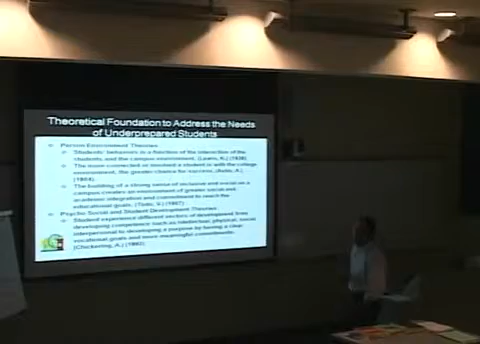 Theoretical Foundation to Address the Needs
of Underprepared Students
Person Environment Theories
Students' behaviors is a function of the interaction of the
students and the campus environment. (1936)
The more connected or involved a student is with the college
environment, the greater chance for success. A.)
(1984)
The building of a strong sense of inclusive and social on a
campus creates an environment of greater social and
academic integration and commitment to reach the
educational goals. (Tinto, V.) (1987)
Psycho Social and Student Development Theories
Student experience different vectors of development from
developing competence such as intellectual, physical, social
interpersonal to developing a purpose by having a clear
vocational goals and more meaningful commitments.
(Chickering, A.)